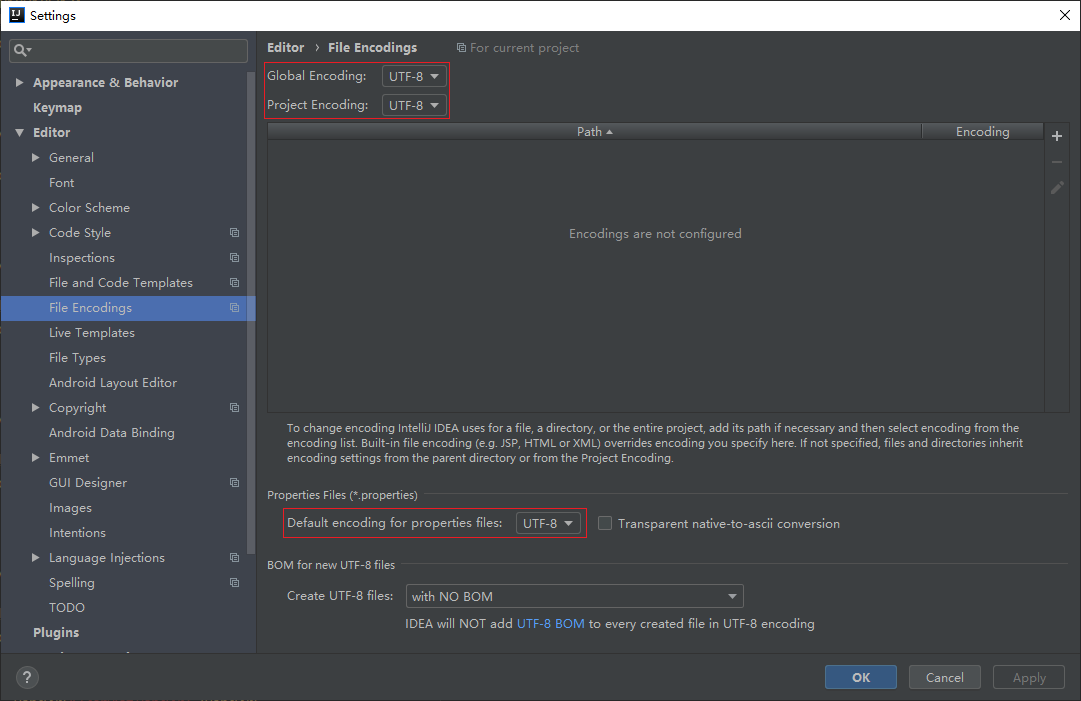 Settings
Editor › File Encodings For current project
Global Encoding: UTF-8
Project Encoding: UTF-8
Path Encoding
Encodings are not configured
Appearance & Behavior
Keymap
Editor
General
Font
Color Scheme
Code Style
Inspections
File and Code Templates
File Encodings
Live Templates
File Types
Android Layout Editor
Copyright
Android Data Binding
Emmet
GUI Designer
Images
Intentions
Language Injections
Spelling
TODO
Plugins
To change encoding IntelliJ IDEA uses for a file, a directory, or the entire project, add its path if necessary and then select encoding from the
encoding list. Built-in file encoding (e.g. JSP, HTML or XML) overrides encoding you specify here. If not specified, files and directories inherit
encoding settings from the parent directory or from the Project Encoding.
Properties Files (*.properties)
Default encoding for properties files: UTF-8 Transparent native-to-ascii conversion
BOM for new UTF-8 files
Create UTF-8 files: with NO BOM
IDEA will NOT add UTF-8 BOM to every created file in UTF-8 encoding
? OK Cancel Apply